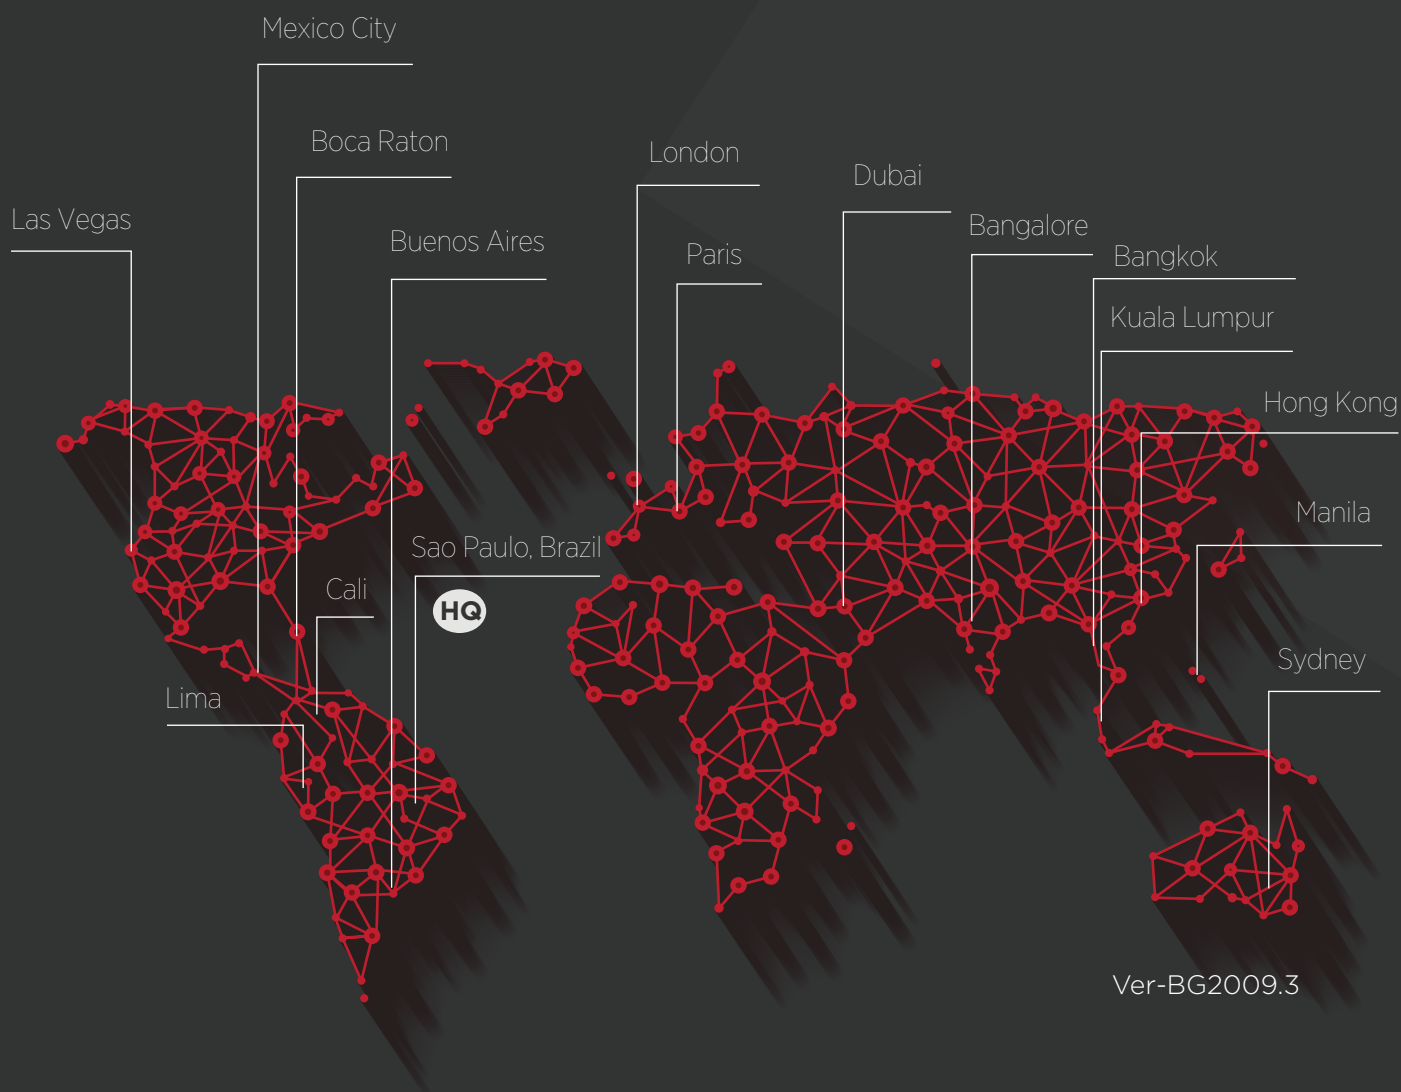 Mexico City
Boca Raton
London
Dubai
Las Vegas
Buenos Aires
Bangalore
Paris
Bangkok
Kuala Lumpur
Hong Kong
Manila
Sao Paulo, Brazil
Cali
HQ
Sydney
Lima
Ver-BG2009.3